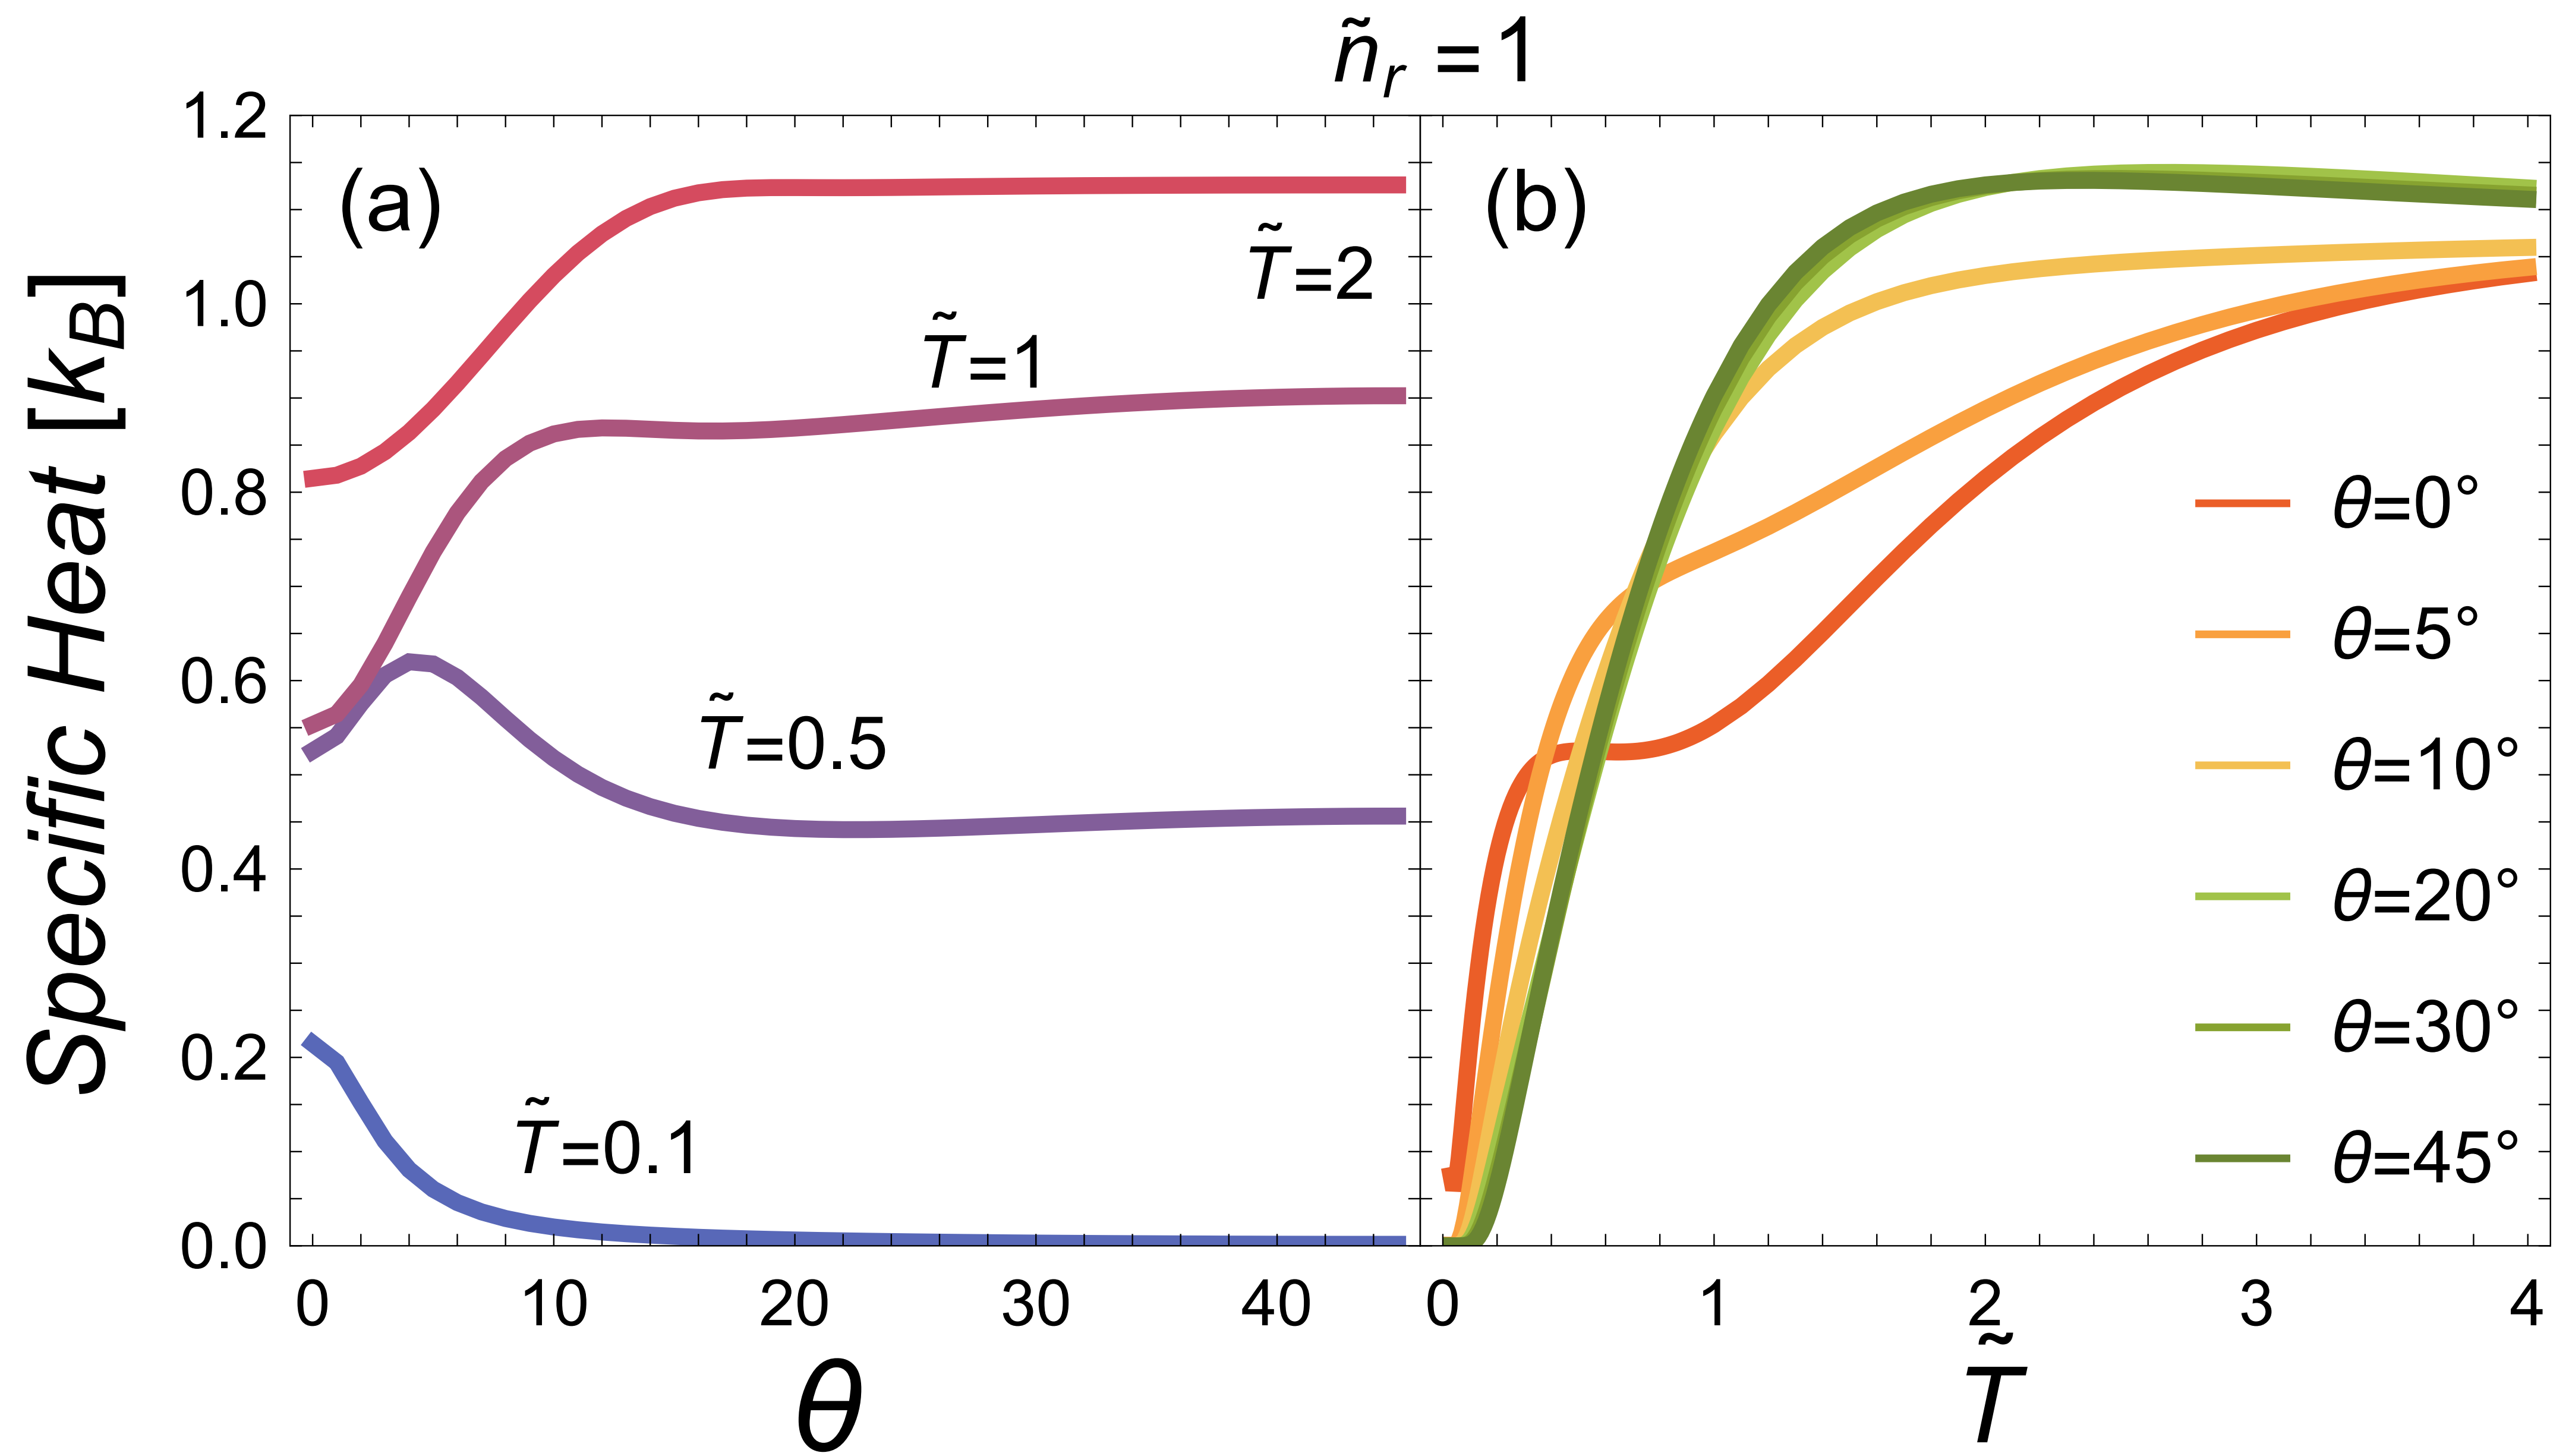 ñᵣ = 1
Specific Heat [k_B]
1.2
1.0
0.8
0.6
0.4
0.2
0.0
(a)
T̃=2
T̃=1
T̃=0.5
T̃=0.1
0 10 20 30 40
θ
(b)
θ=0°
θ=5°
θ=10°
θ=20°
θ=30°
θ=45°
0 1 2 3 4
T̃